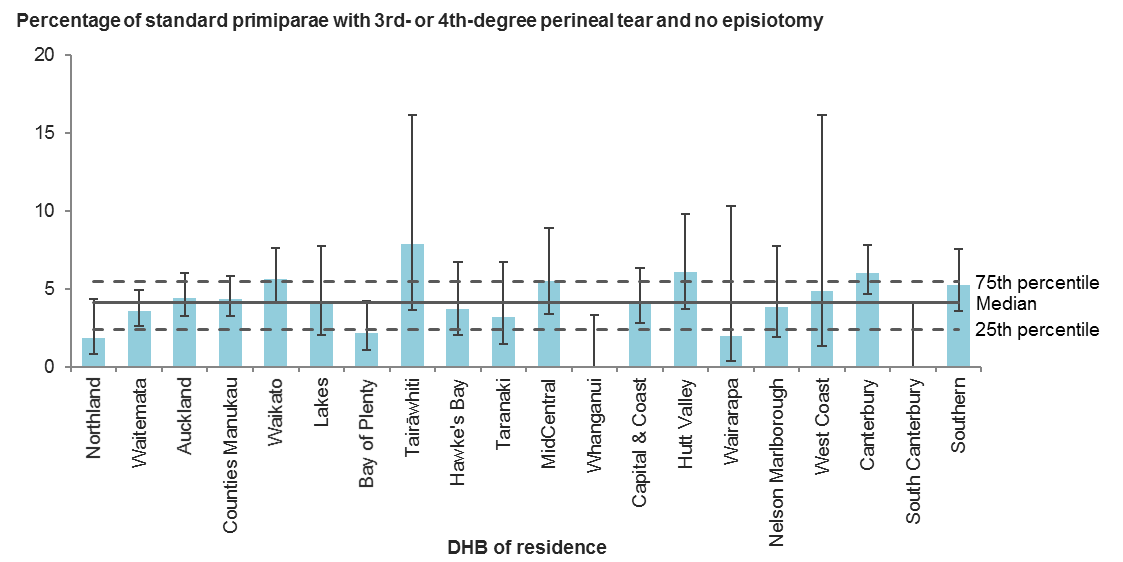 Percentage of standard primiparae with 3rd- or 4th-degree perineal tear and no episiotomy
20
15
10
5
0
75th percentile
Median
25th percentile
Northland
Waitemata
Auckland
Counties Manukau
Waikato
Lakes
Bay of Plenty
Tairāwhiti
Hawke's Bay
Taranaki
MidCentral
Whanganui
Capital & Coast
Hutt Valley
Wairarapa
Nelson Marlborough
West Coast
Canterbury
South Canterbury
Southern
DHB of residence